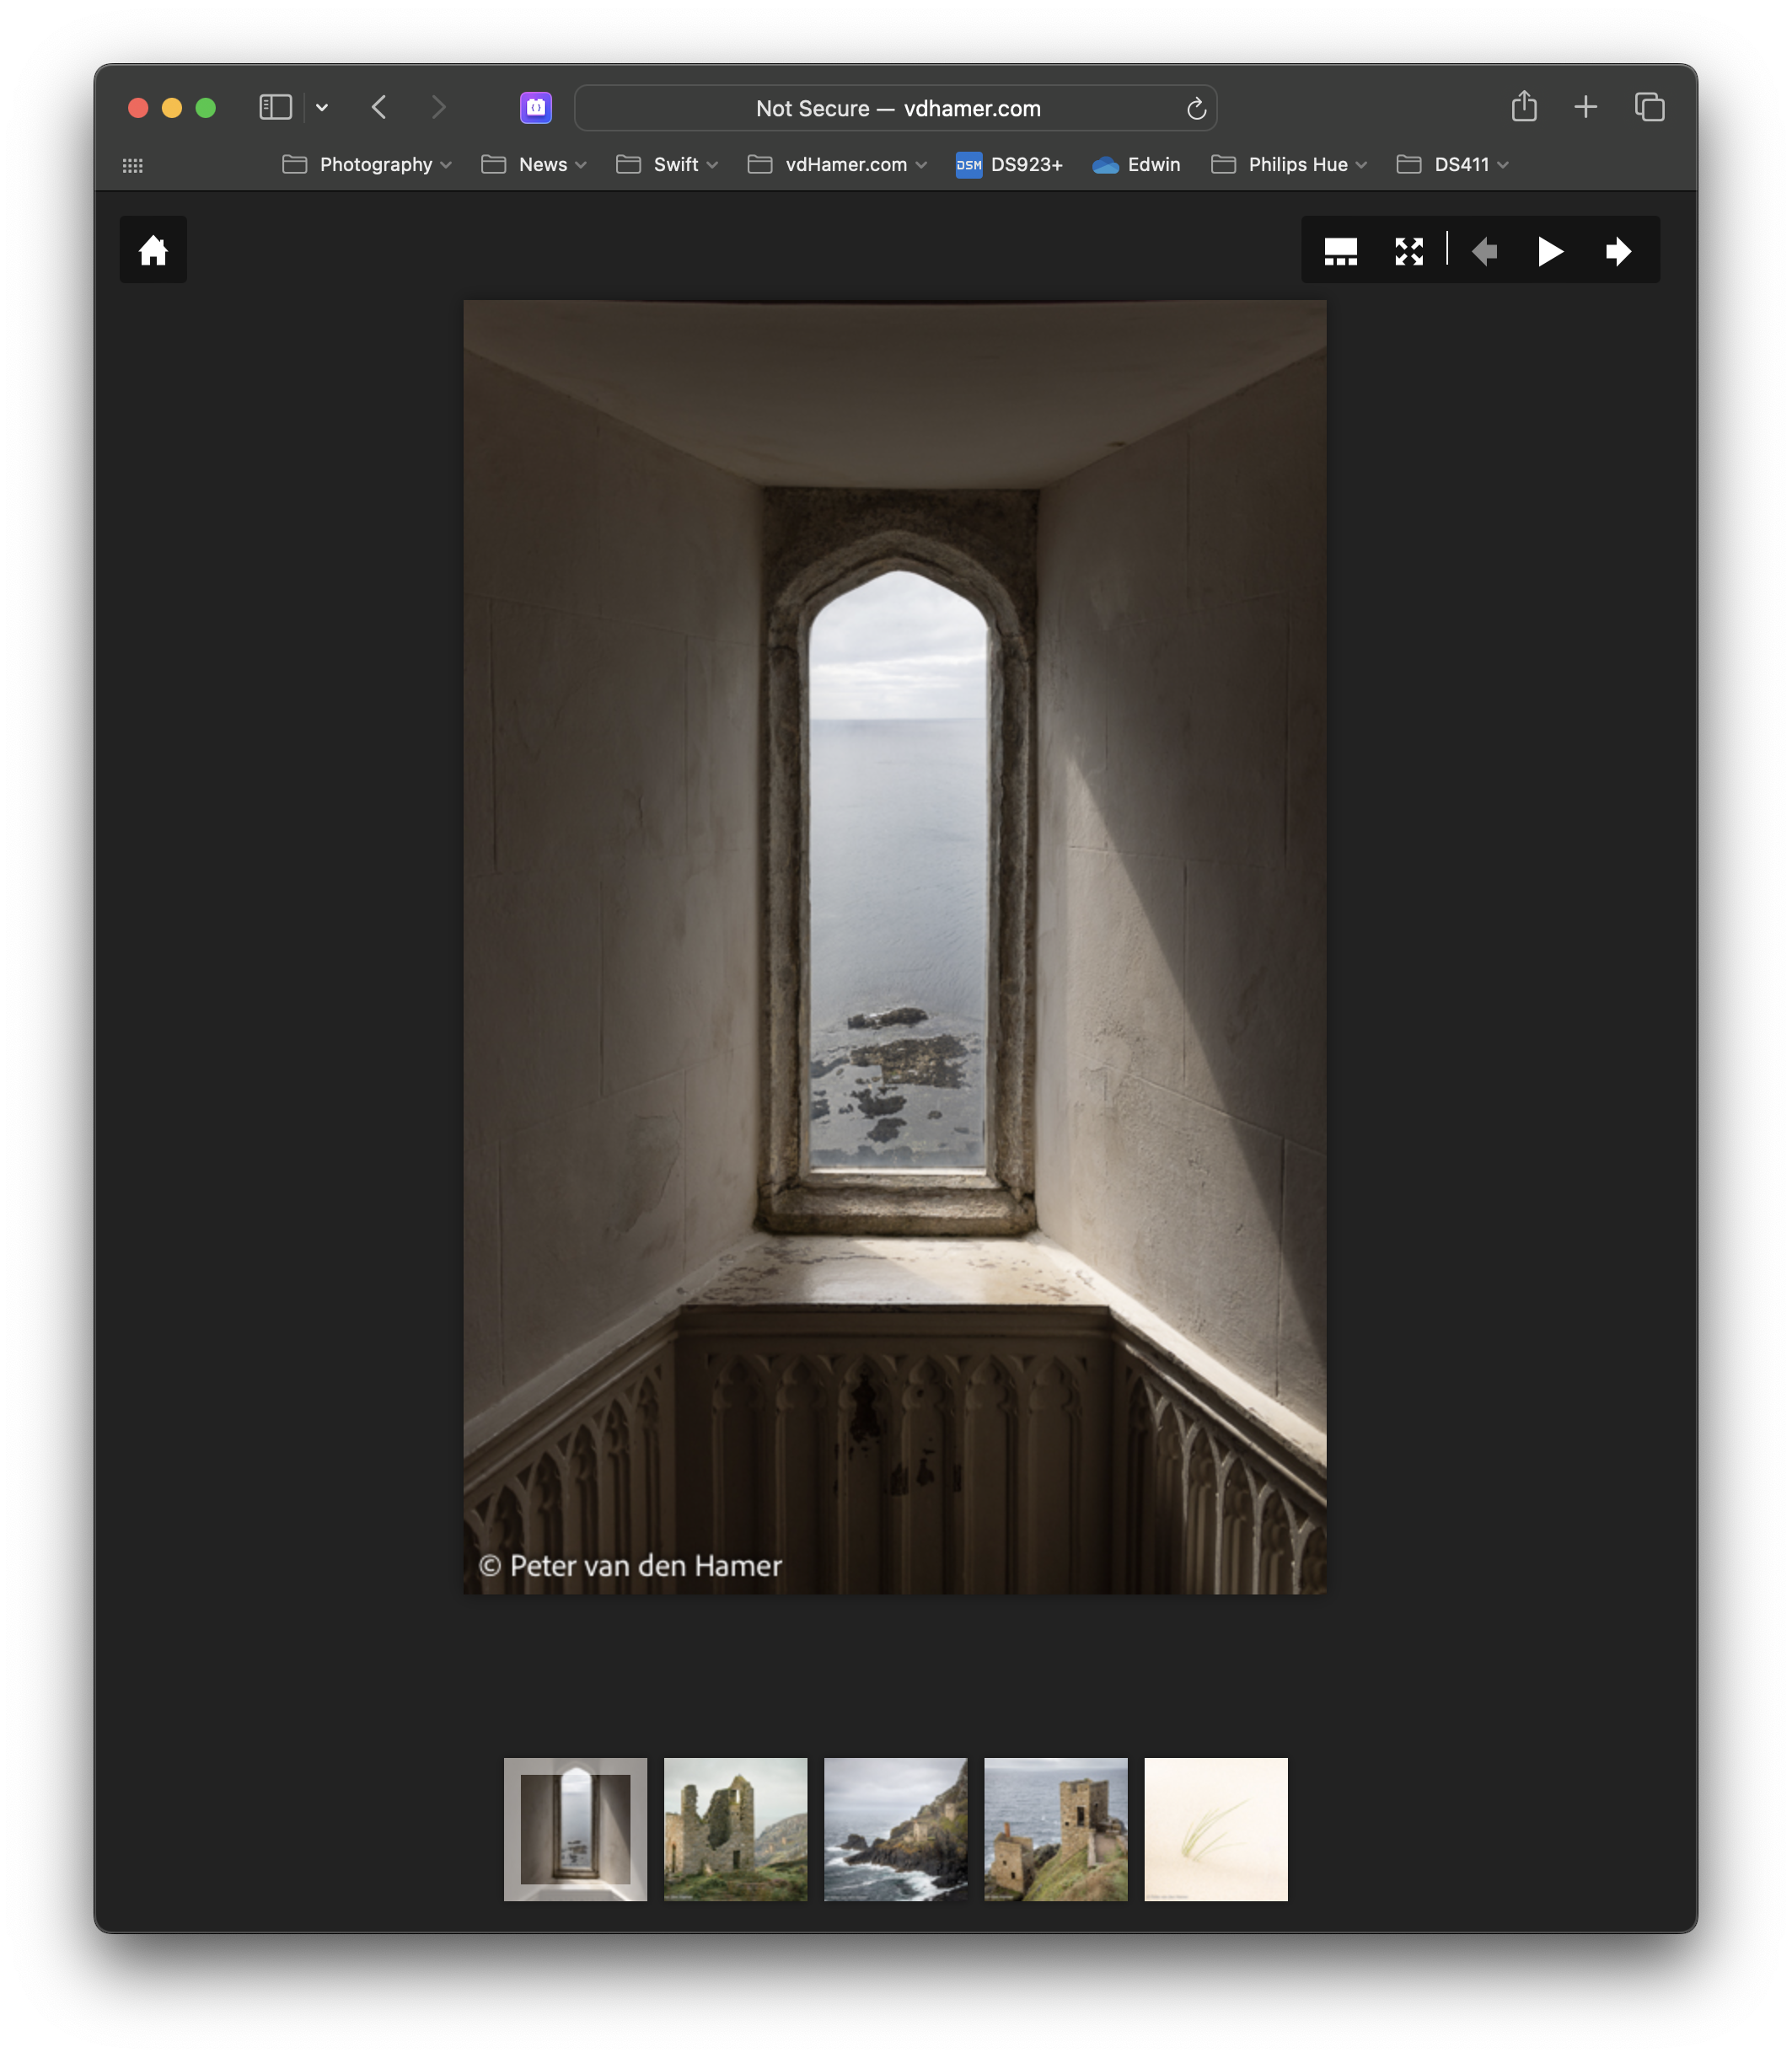 Not Secure — vdhamer.com
Photography News Swift vdHamer.com DSM DS923+ Edwin Philips Hue DS411
© Peter van den Hamer